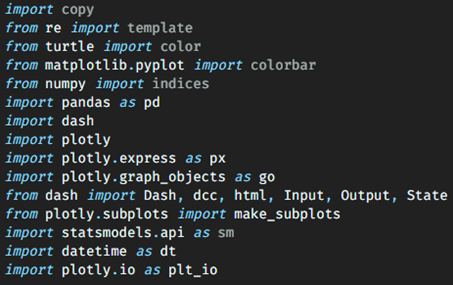 import copy
from re import template
from turtle import color
from matplotlib.pyplot import colorbar
from numpy import indices
import pandas as pd
import dash
import plotly
import plotly.express as px
import plotly.graph_objects as go
from dash import Dash, dcc, html, Input, Output, State
from plotly.subplots import make_subplots
import statsmodels.api as sm
import datetime as dt
import plotly.io as plt_io